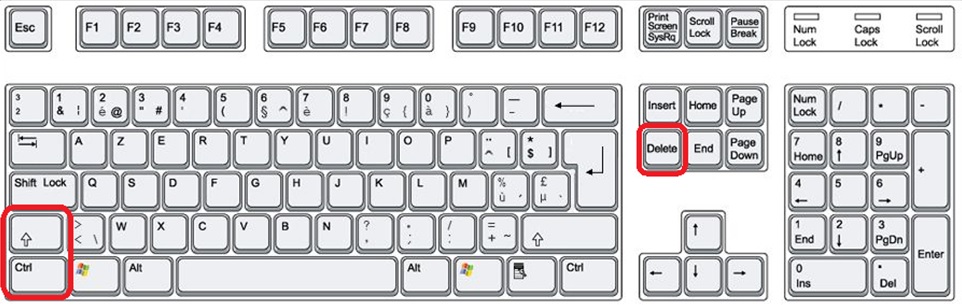 Esc F1 F2 F3 F4 F5 F6 F7 F8 F9 F10 F11 F12 Print Screen SysRq Scroll Lock Pause Break Num Lock Caps Lock Scroll Lock
3 2 1 & ¦ 2 é @ 3 " # 4 ' 5 ( 6 § ^ 7 è 8 ! 9 ç { 0 à } ° ) — - Insert Home Page Up Num Lock / * -
A Z E R T Y U I O P ¨ ^ [ * $ ] Delete End Page Down 7 Home 8 ↑ 9 PgUp +
Shift Lock Q S D F G H J K L M % ù ´ £ µ ` 4 ← 5 6 →
> < \ W X C V B N ? , . ; / : + = ~ ↑ 1 End 2 ↓ 3 PgDn Enter
Ctrl Alt Alt Ctrl ← ↓ → 0 Ins • Del